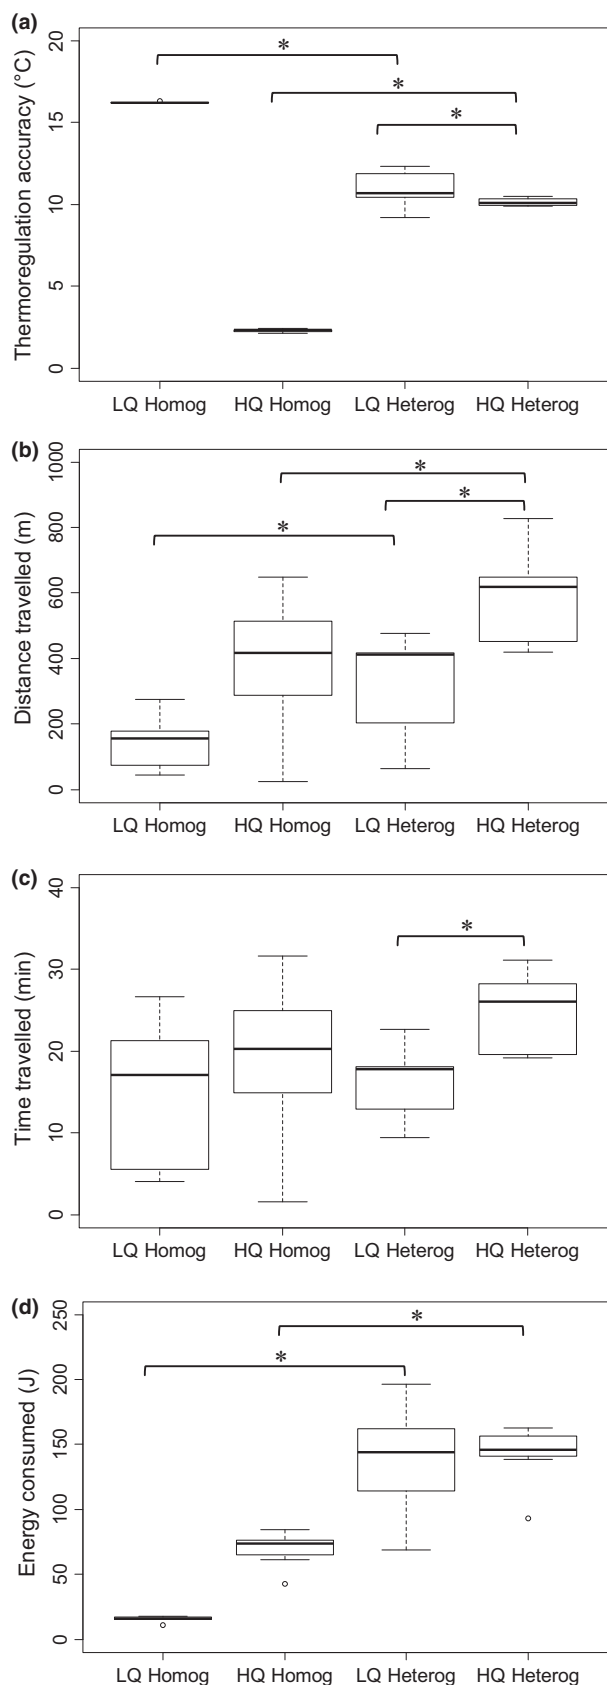 (a)
Thermoregulation accuracy (°C)
20
15
10
5
0
*
*
*
LQ Homog HQ Homog LQ Heterog HQ Heterog
(b)
Distance travelled (m)
1000
800
600
400
200
0
*
*
*
LQ Homog HQ Homog LQ Heterog HQ Heterog
(c)
Time travelled (min)
40
30
20
10
0
*
LQ Homog HQ Homog LQ Heterog HQ Heterog
(d)
Energy consumed (J)
250
200
150
100
50
0
*
*
LQ Homog HQ Homog LQ Heterog HQ Heterog